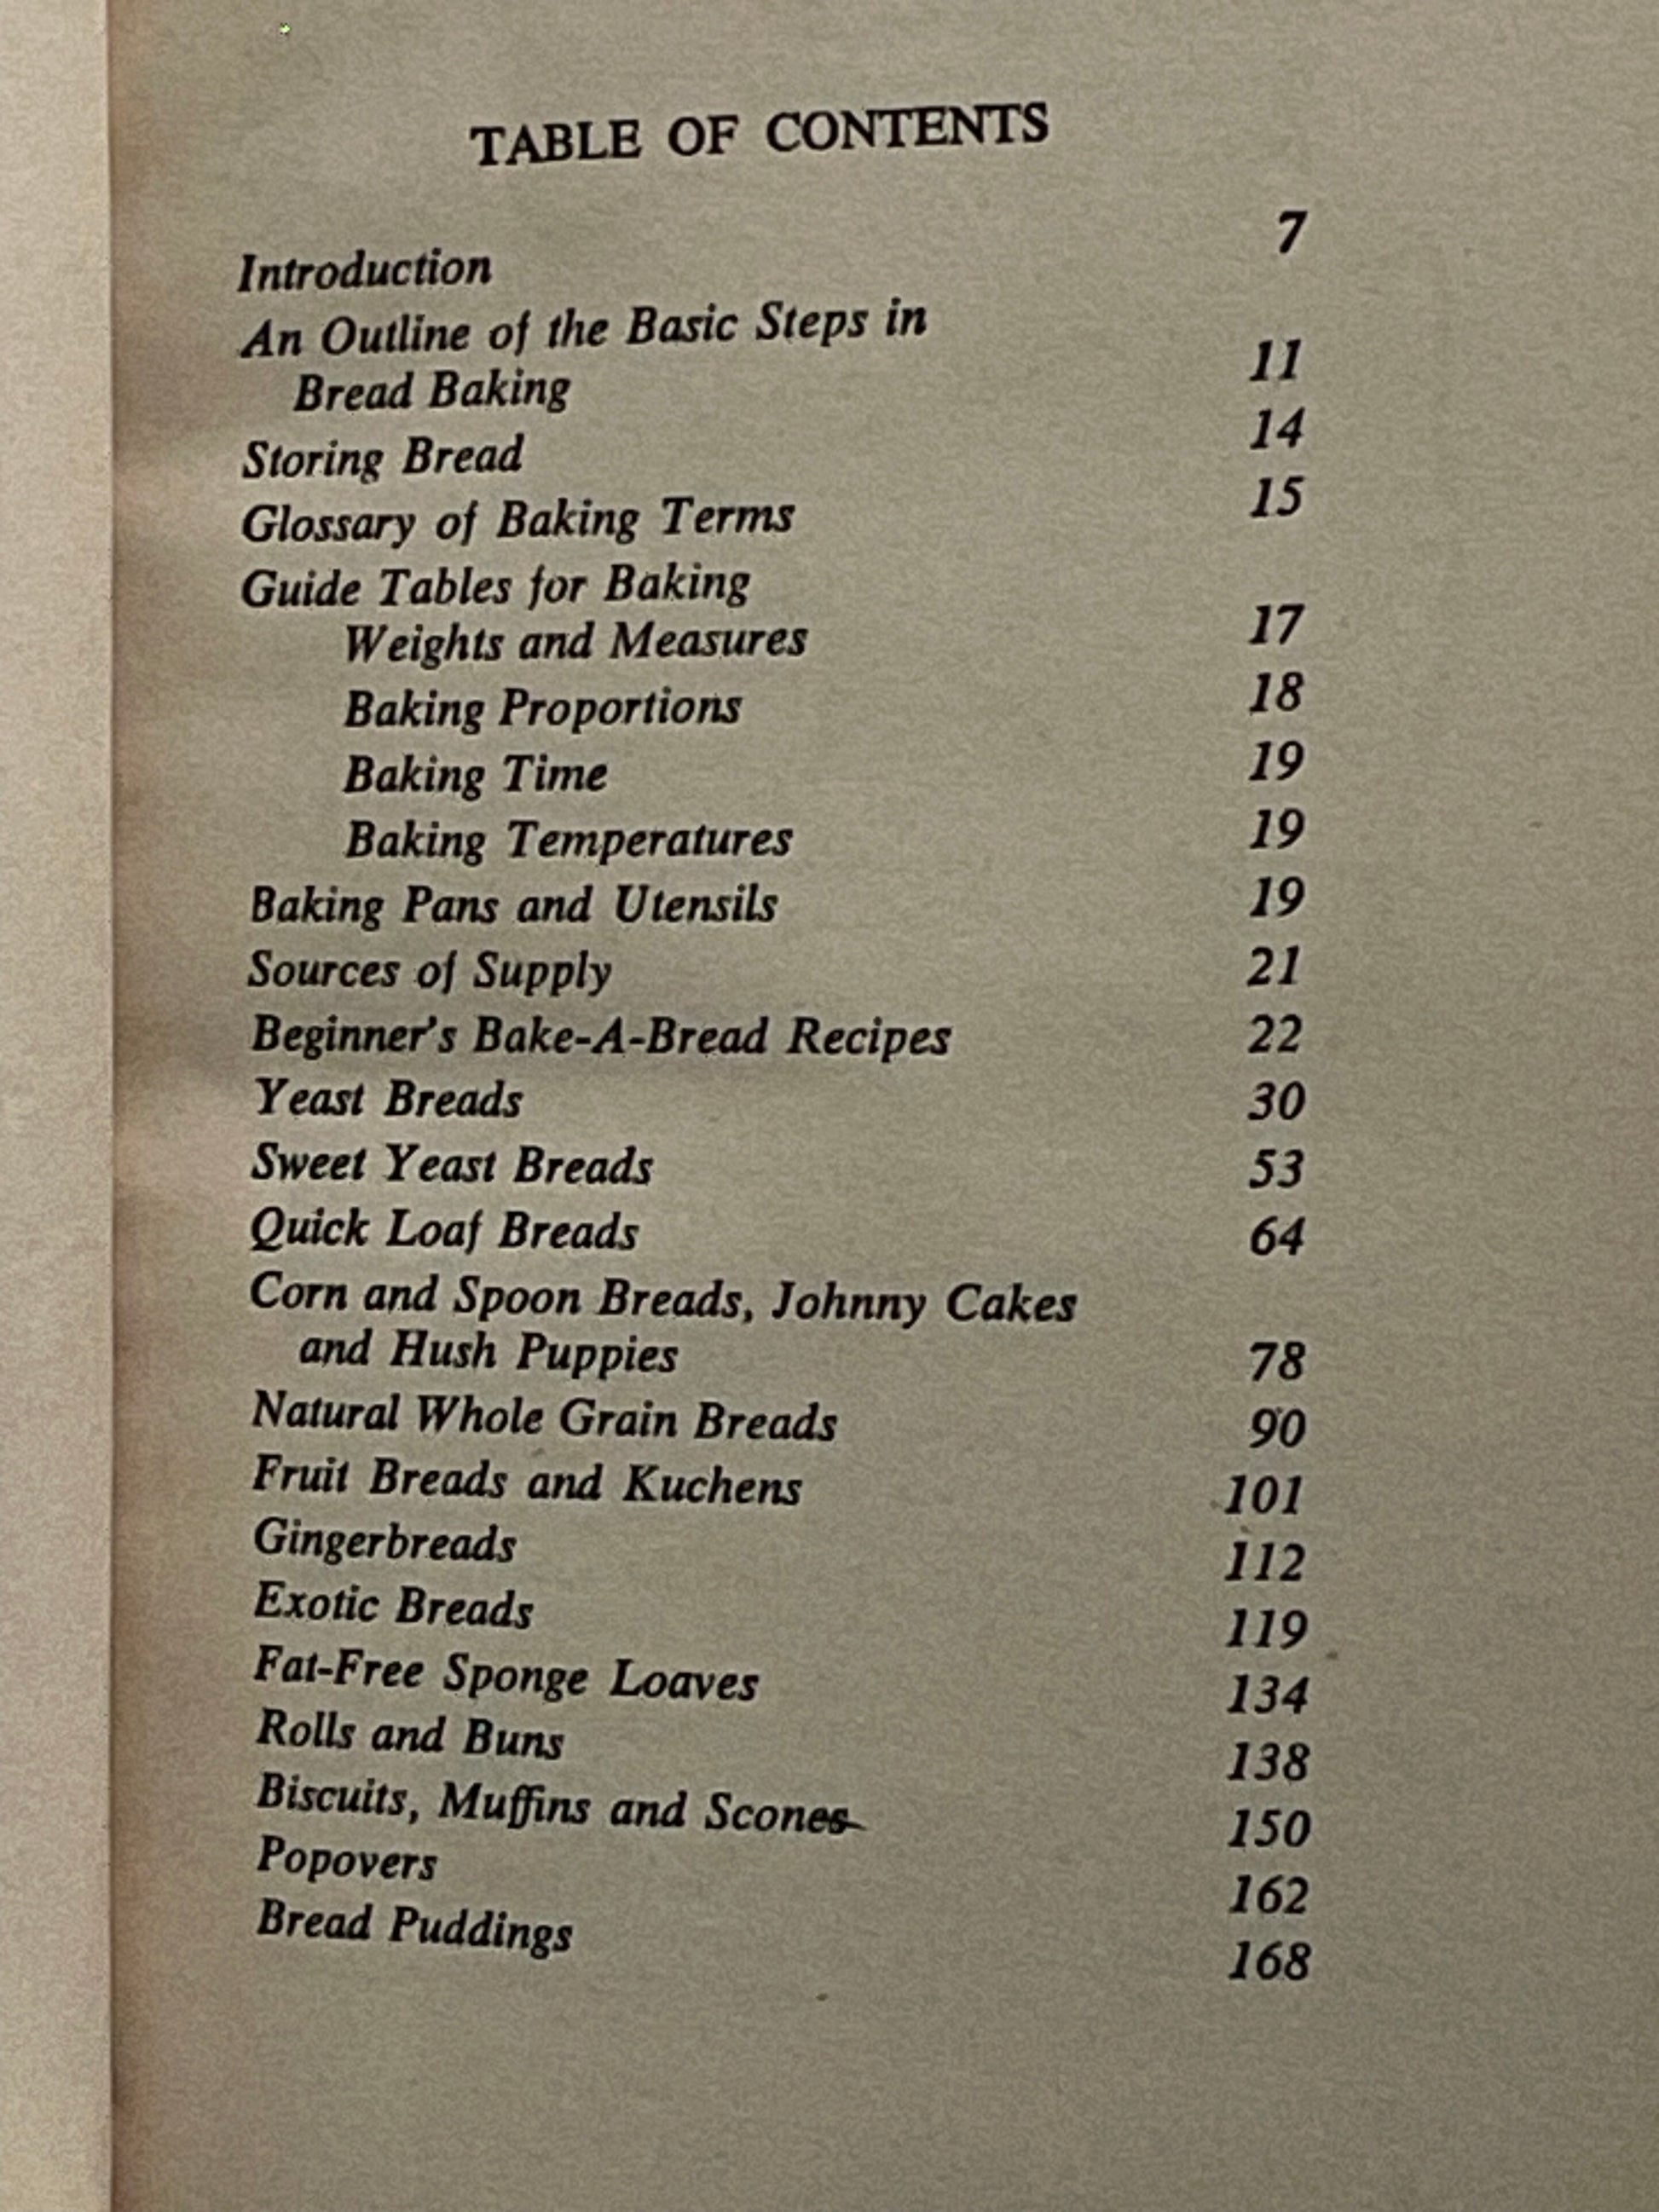 TABLE OF CONTENTS
Introduction 7
An Outline of the Basic Steps in
Bread Baking 11
Storing Bread 14
Glossary of Baking Terms 15
Guide Tables for Baking
Weights and Measures 17
Baking Proportions 18
Baking Time 19
Baking Temperatures 19
Baking Pans and Utensils 19
Sources of Supply 21
Beginner's Bake-A-Bread Recipes 22
Yeast Breads 30
Sweet Yeast Breads 53
Quick Loaf Breads 64
Corn and Spoon Breads, Johnny Cakes
and Hush Puppies 78
Natural Whole Grain Breads 90
Fruit Breads and Kuchens 101
Gingerbreads 112
Exotic Breads 119
Fat-Free Sponge Loaves 134
Rolls and Buns 138
Biscuits, Muffins and Scones 150
Popovers 162
Bread Puddings 168